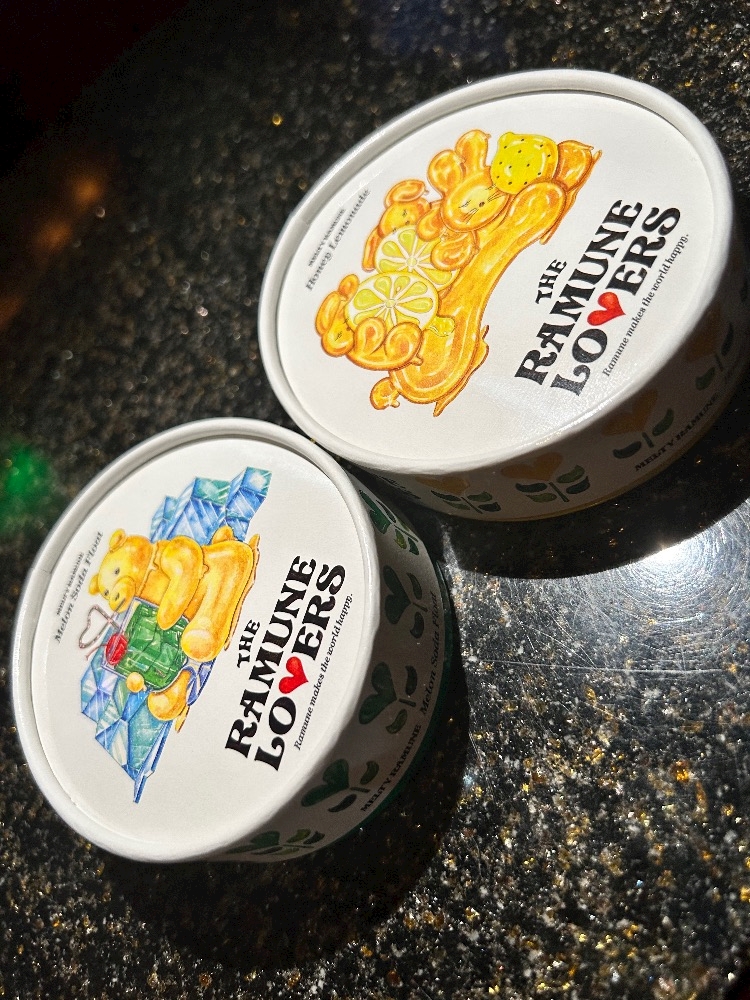 MELTY RAMUNE
Honey Lemonade
THE
RAMUNE
LOVERS
Ramune makes the world happy.
MELTY RAMUNE
MELTY RAMUNE
Melon Soda Float
THE
RAMUNE
LOVERS
Ramune makes the world happy.
MELTY RAMUNE Melon Soda Float